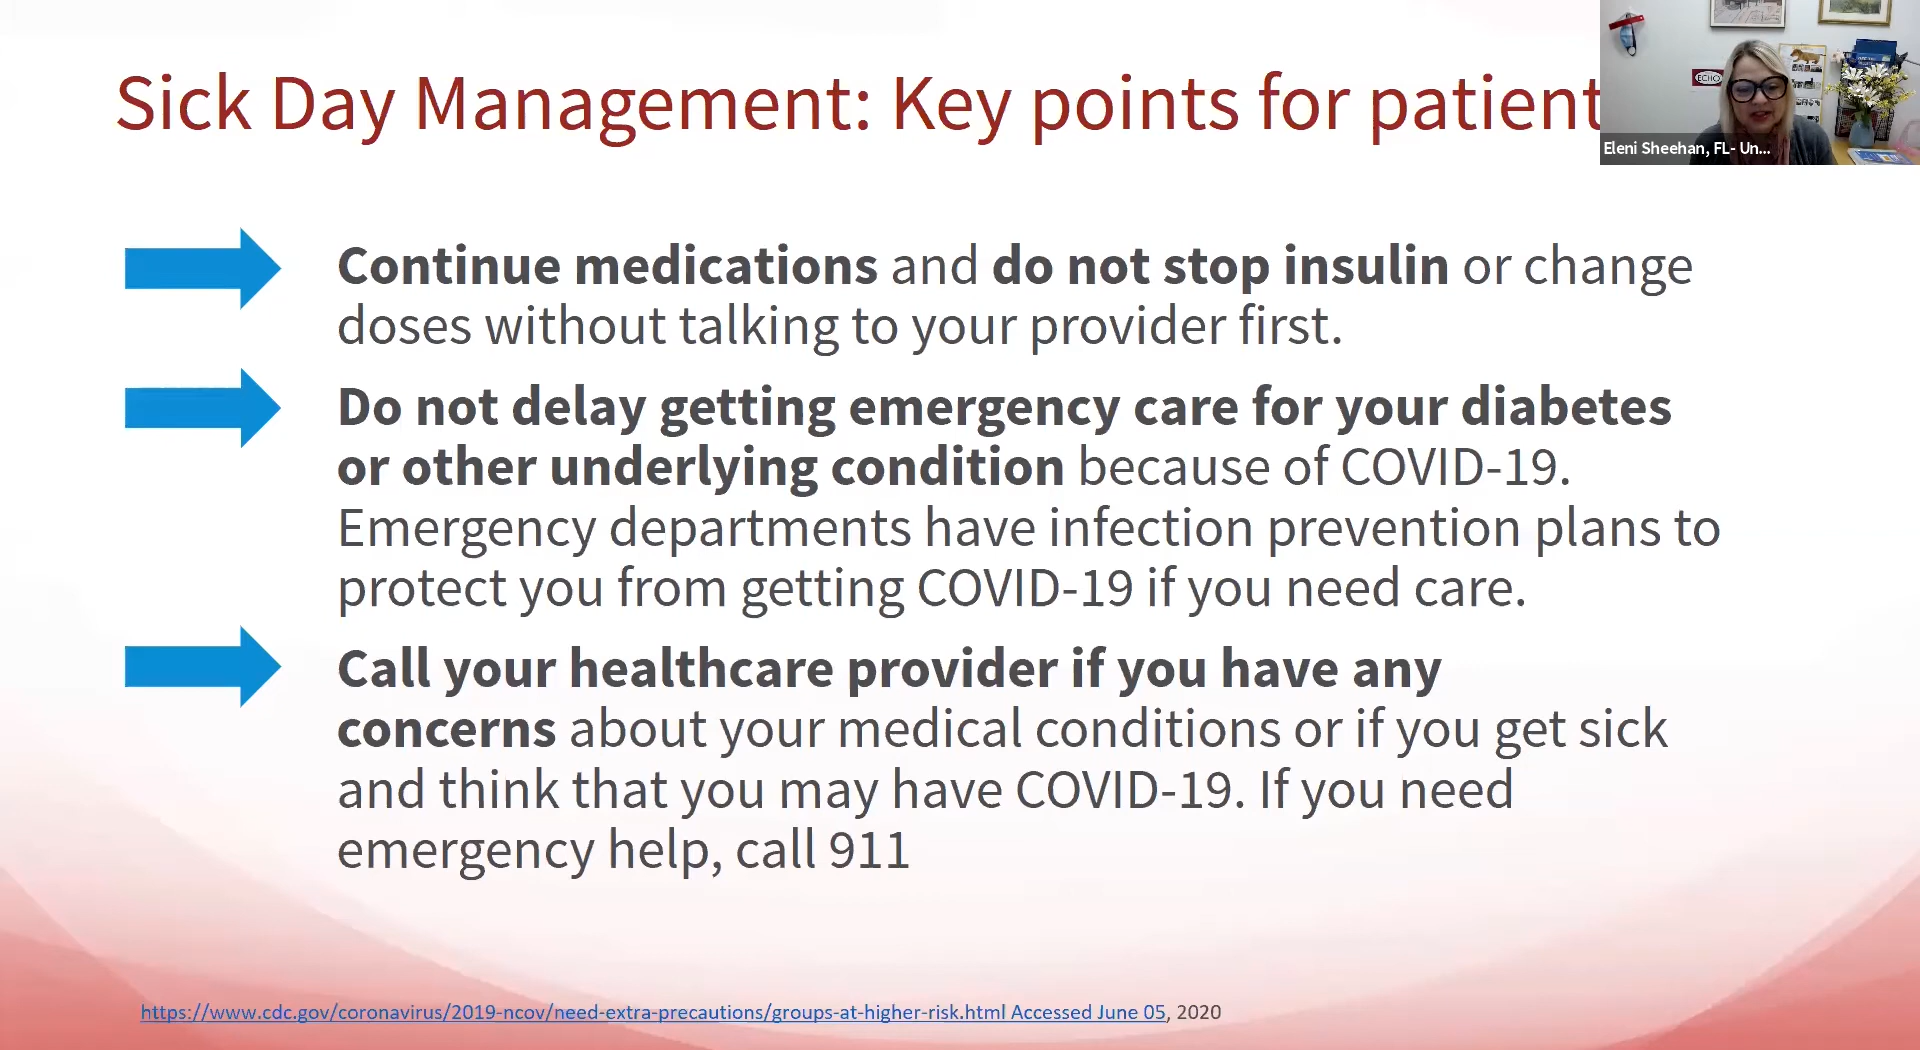 Sick Day Management: Key points for patient
ECHO
Eleni Sheehan, FL- Un...
Continue medications and do not stop insulin or change
doses without talking to your provider first.
Do not delay getting emergency care for your diabetes
or other underlying condition because of COVID-19.
Emergency departments have infection prevention plans to
protect you from getting COVID-19 if you need care.
Call your healthcare provider if you have any
concerns about your medical conditions or if you get sick
and think that you may have COVID-19. If you need
emergency help, call 911
https://www.cdc.gov/coronavirus/2019-ncov/need-extra-precautions/groups-at-higher-risk.html Accessed June 05, 2020